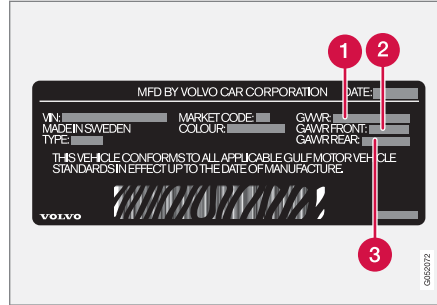 1
2
MFD BY VOLVO CAR CORPORATION DATE:
VIN: MARKET CODE: GVWR:
MADE IN SWEDEN COLOUR: GAWR FRONT:
TYPE: GAWR REAR:
THIS VEHICLE CONFORMS TO ALL APPLICABLE GULF MOTOR VEHICLE
STANDARDS IN EFFECT UP TO THE DATE OF MANUFACTURE.
VOLVO
3
G052072